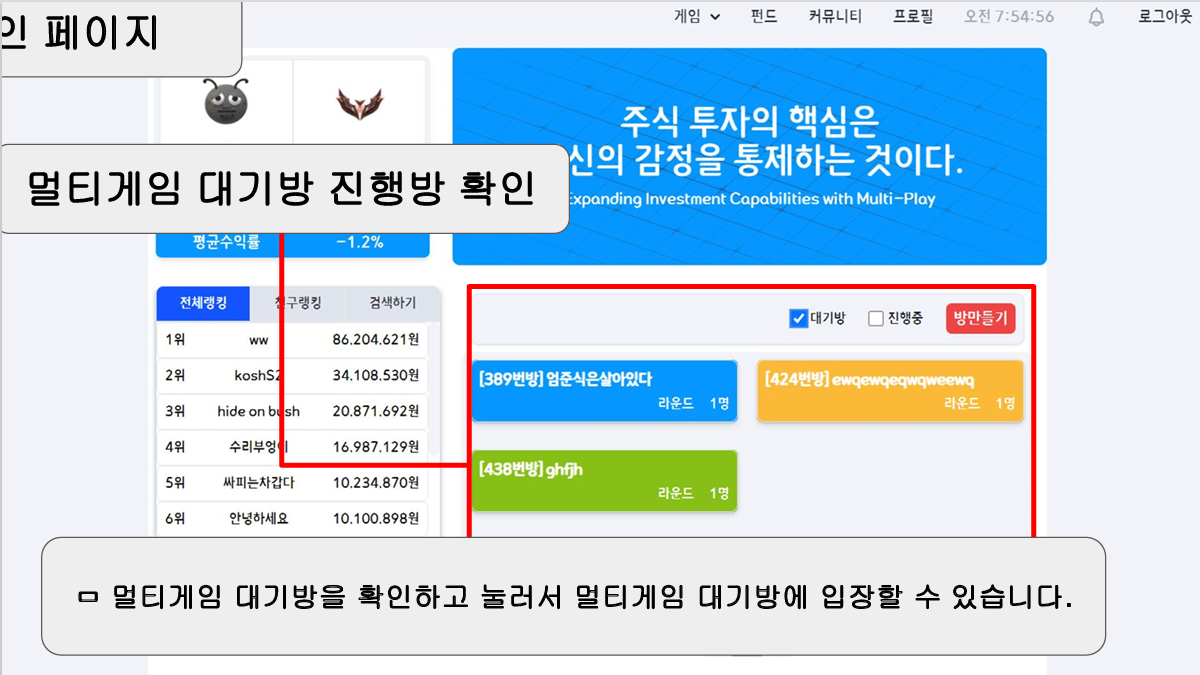 게임 펀드 커뮤니티 프로필 오전 7:54:56 로그아웃
인 페이지
주식 투자의 핵심은
신의 감정을 통제하는 것이다.
Expanding Investment Capabilities with Multi-Play
멀티게임 대기방 진행방 확인
평균수익률 -1.2%
전체랭킹 친구랭킹 검색하기
1위 ww 86.204.621원
2위 koshS2 34.108.530원
3위 hide on bush 20.871.692원
4위 수리부엉이 16.987.129원
5위 싸피는차갑다 10.234.870원
6위 안녕하세요 10.100.898원
대기방 진행중 방만들기
[389번방] 엄준식은살아있다
라운드 1명
[424번방] ewqewqeqwqweewq
라운드 1명
[438번방] ghfjh
라운드 1명
ㅁ 멀티게임 대기방을 확인하고 눌러서 멀티게임 대기방에 입장할 수 있습니다.